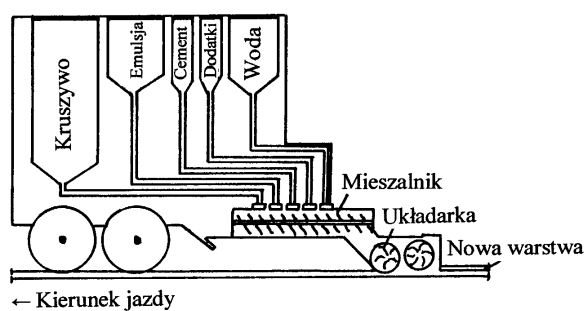 Kruszywo
Emulsja
Cement
Dodatki
Woda
Mieszalnik
Układarka
Nowa warstwa
← Kierunek jazdy